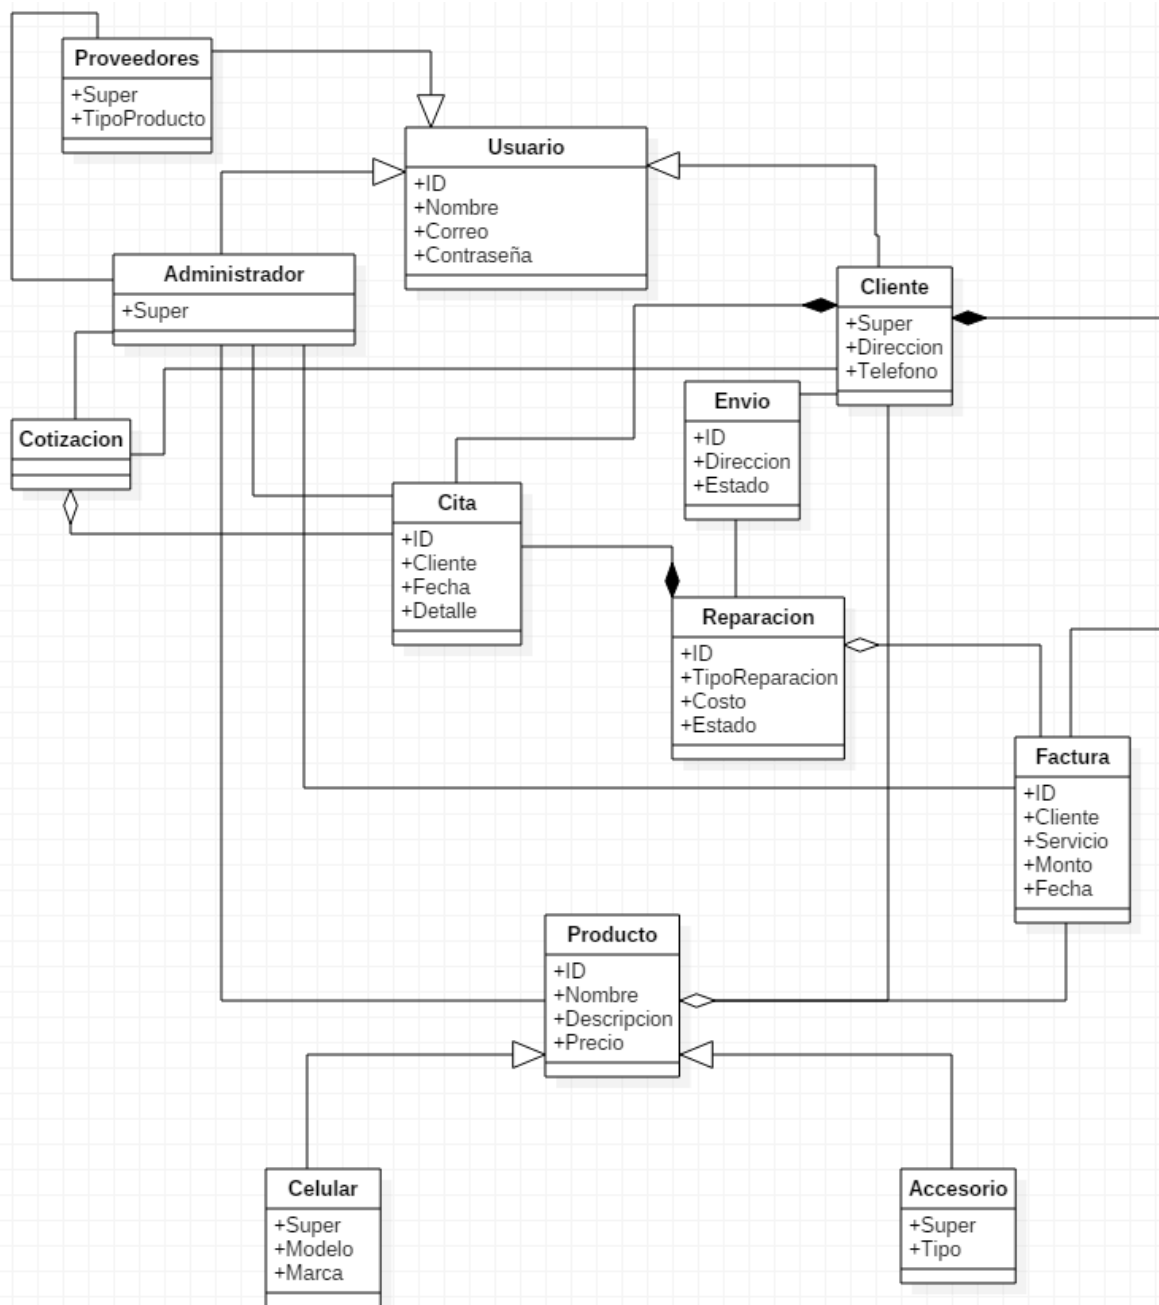 Proveedores
+Super
+TipoProducto
Usuario
+ID
+Nombre
+Correo
+Contraseña
Administrador
+Super
Cliente
+Super
+Direccion
+Telefono
Envio
+ID
+Direccion
+Estado
Cotizacion
Cita
+ID
+Cliente
+Fecha
+Detalle
Reparacion
+ID
+TipoReparacion
+Costo
+Estado
Factura
+ID
+Cliente
+Servicio
+Monto
+Fecha
Producto
+ID
+Nombre
+Descripcion
+Precio
Celular
+Super
+Modelo
+Marca
Accesorio
+Super
+Tipo